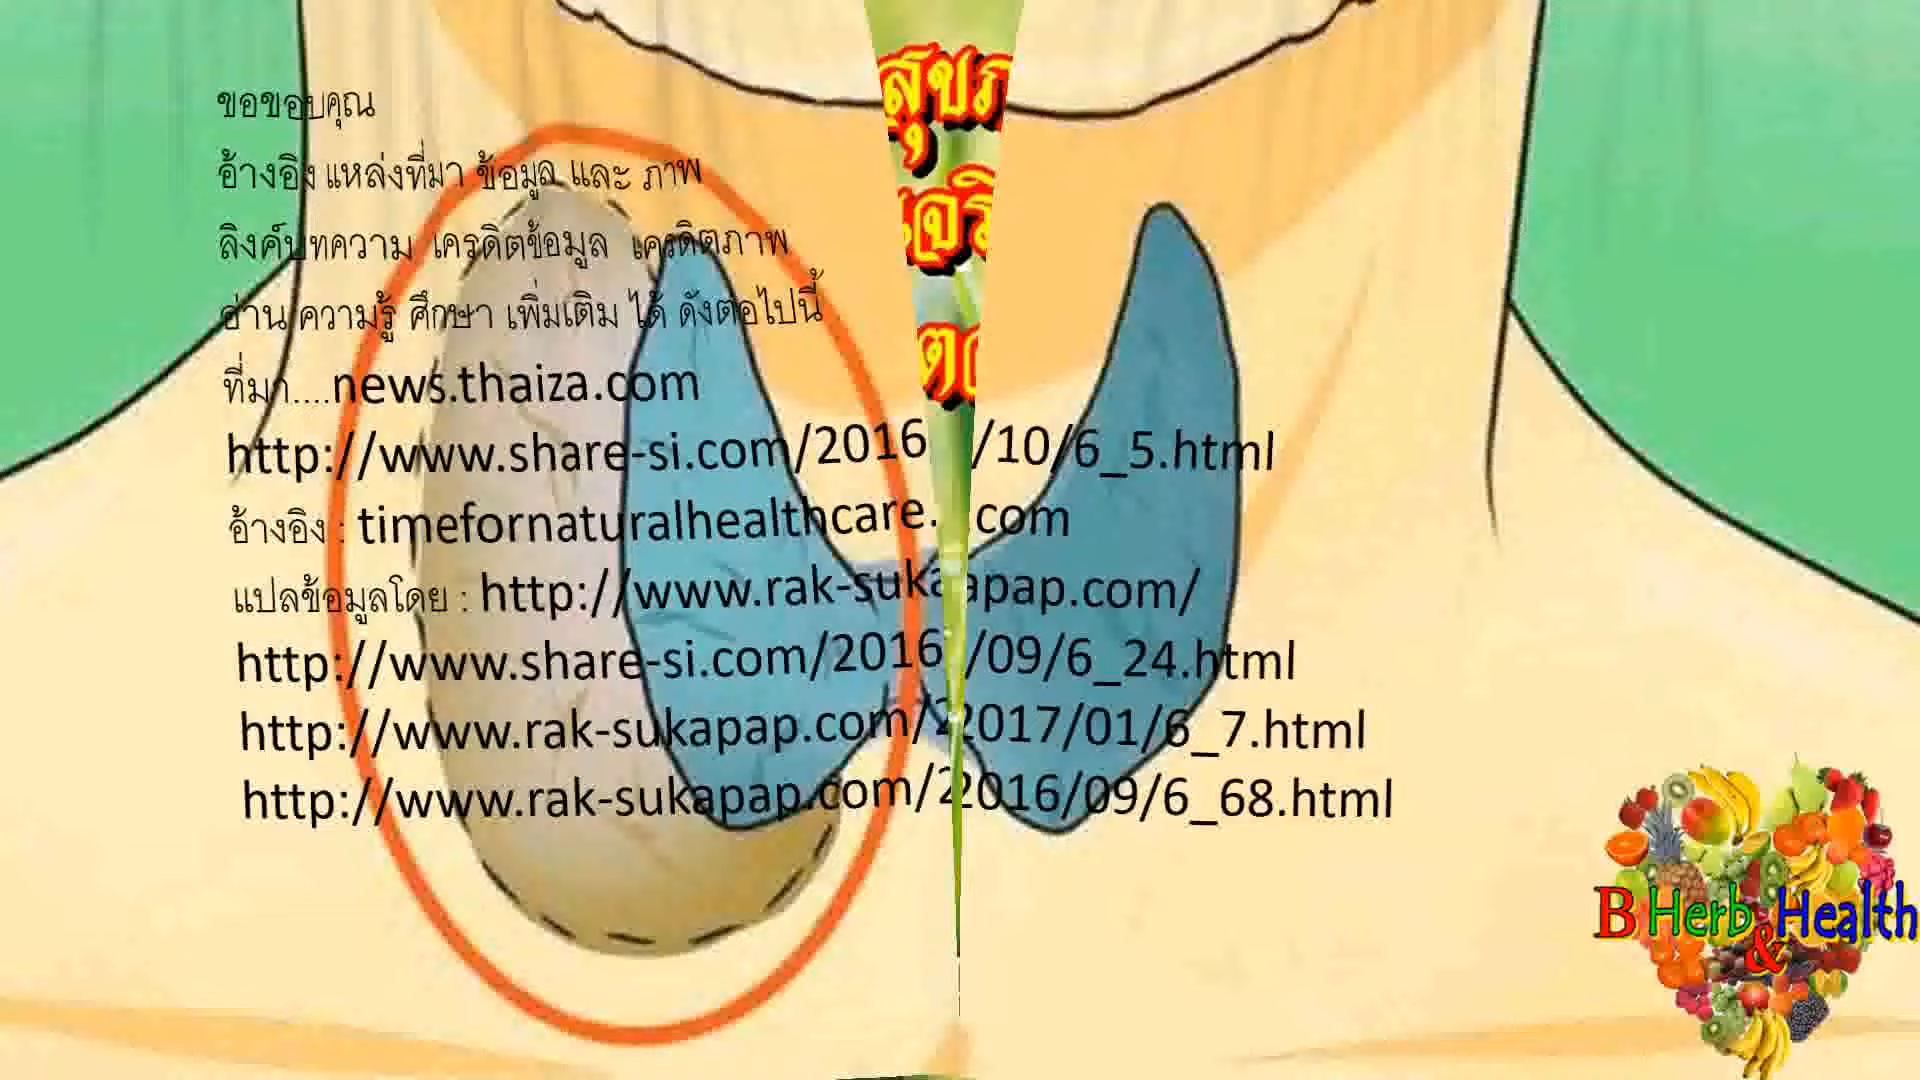 ขอขอบคุณ
อ้างอิง แหล่งที่มา ข้อมูล และ ภาพ
ลิงค์บทความ เครดิตข้อมูล เครดิตภาพ
อ่าน ความรู้ ศึกษา เพิ่มเติม ได้ ดังต่อไปนี้
ที่มา....news.thaiza.com
http://www.share-si.com/2016/10/6_5.html
อ้างอิง : timefornaturalhealthcare.com
แปลข้อมูลโดย : http://www.rak-sukapap.com/
http://www.share-si.com/2016/09/6_24.html
http://www.rak-sukapap.com/2017/01/6_7.html
http://www.rak-sukapap.com/2016/09/6_68.html
B Herb & Health